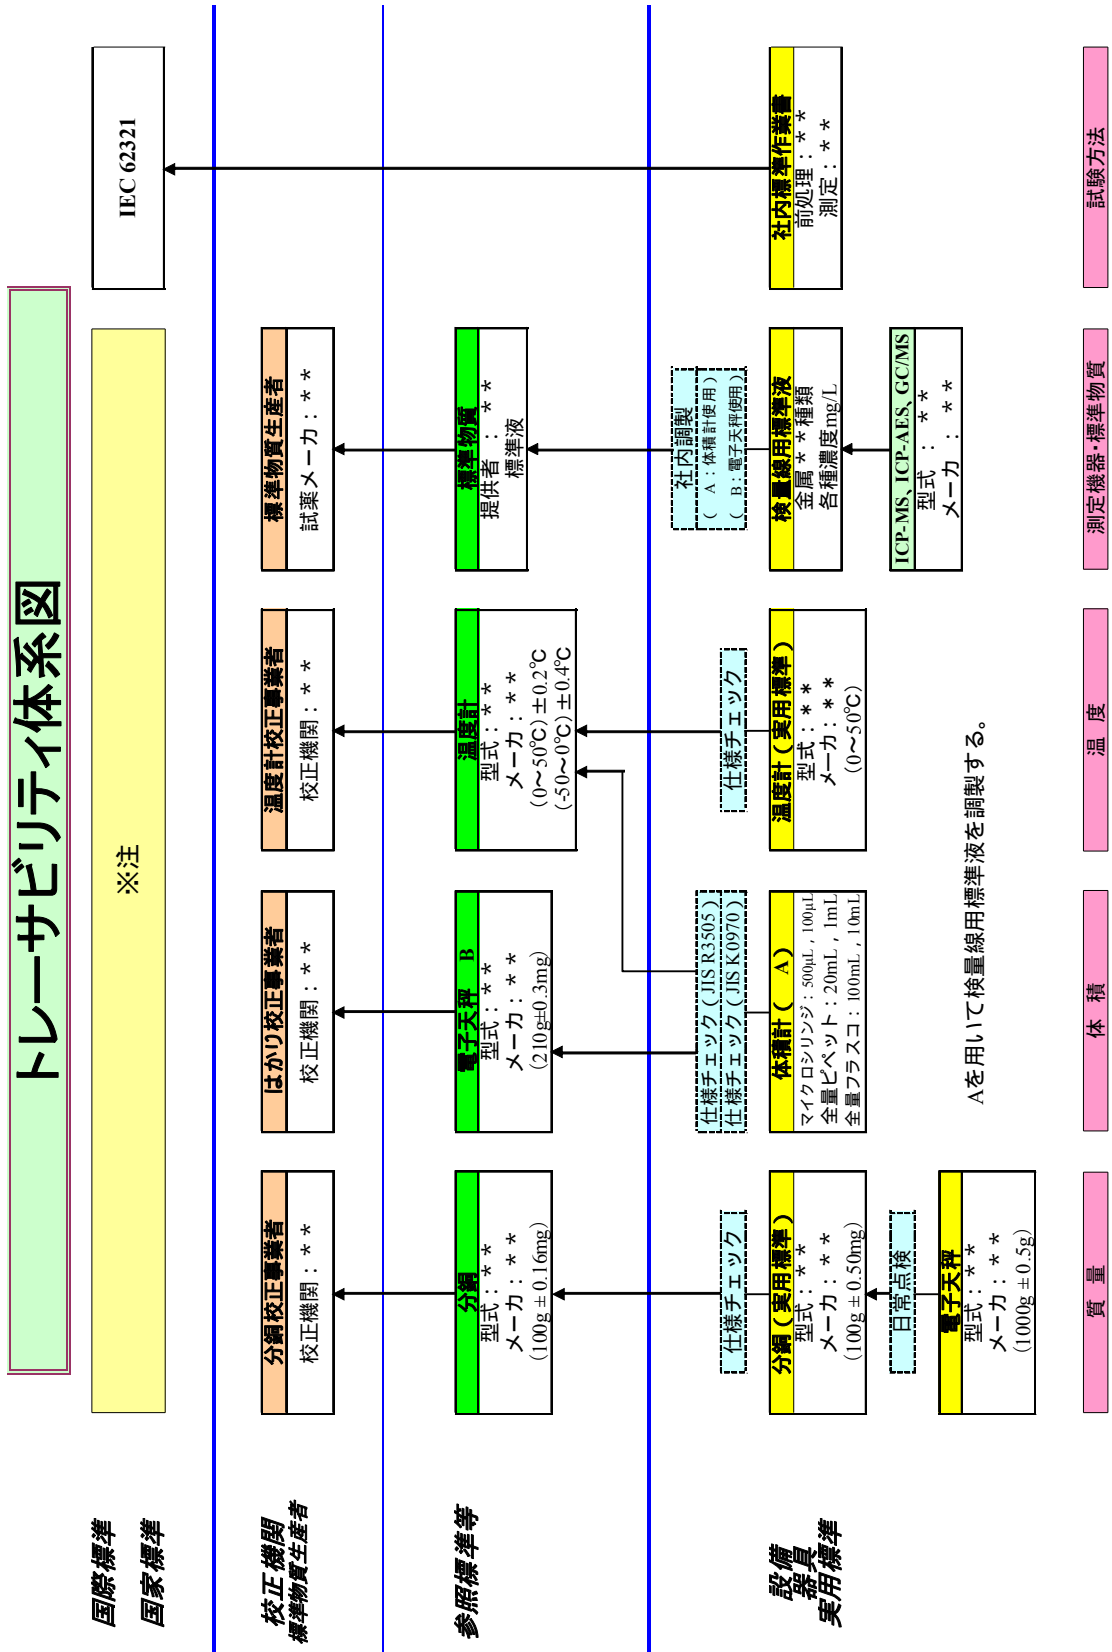 トレーサビリティ体系図
国際標準
国家標準
※注
IEC 62321
校正機関
標準物質生産者
分銅校正事業者
校正機関：＊＊
はかり校正事業者
校正機関：＊＊
温度計校正事業者
校正機関：＊＊
標準物質生産者
試薬メーカ：＊＊
参照標準等
分銅
型式：＊＊
メーカ：＊＊
(100g±0.16mg)
電子天秤　B
型式：＊＊
メーカ：＊＊
(210g±0.3mg)
温度計
型式：＊＊
メーカ：＊＊
(0～50℃)±0.2℃
(-50～0℃)±0.4℃
標準物質
提供者：＊＊
標準液
設備
器具
実用標準
仕様チェック
分銅（実用標準）
型式：＊＊
メーカ：＊＊
(100g±0.50mg)
日常点検
電子天秤
型式：＊＊
メーカ：＊＊
(1000g±0.5g)
仕様チェック（JIS R3505）
仕様チェック（JIS K0970）
体積計（　A）
マイクロシリンジ：500μL，100μL
全量ピペット：20mL，1mL
全量フラスコ：100mL，10mL
仕様チェック
温度計（実用標準）
型式：＊＊
メーカ：＊＊
(0～50℃)
社内調製
（　A：体積計使用）
（　B：電子天秤使用）
検量線用標準液
金属＊＊種類
各種濃度mg/L
ICP-MS、ICP-AES、GC/MS
型式：＊＊
メーカ：＊＊
社内標準作業書
前処理：＊＊
測定：＊＊
Aを用いて検量線用標準液を調製する。
質　量
体　積
温　度
測定機器・標準物質
試験方法